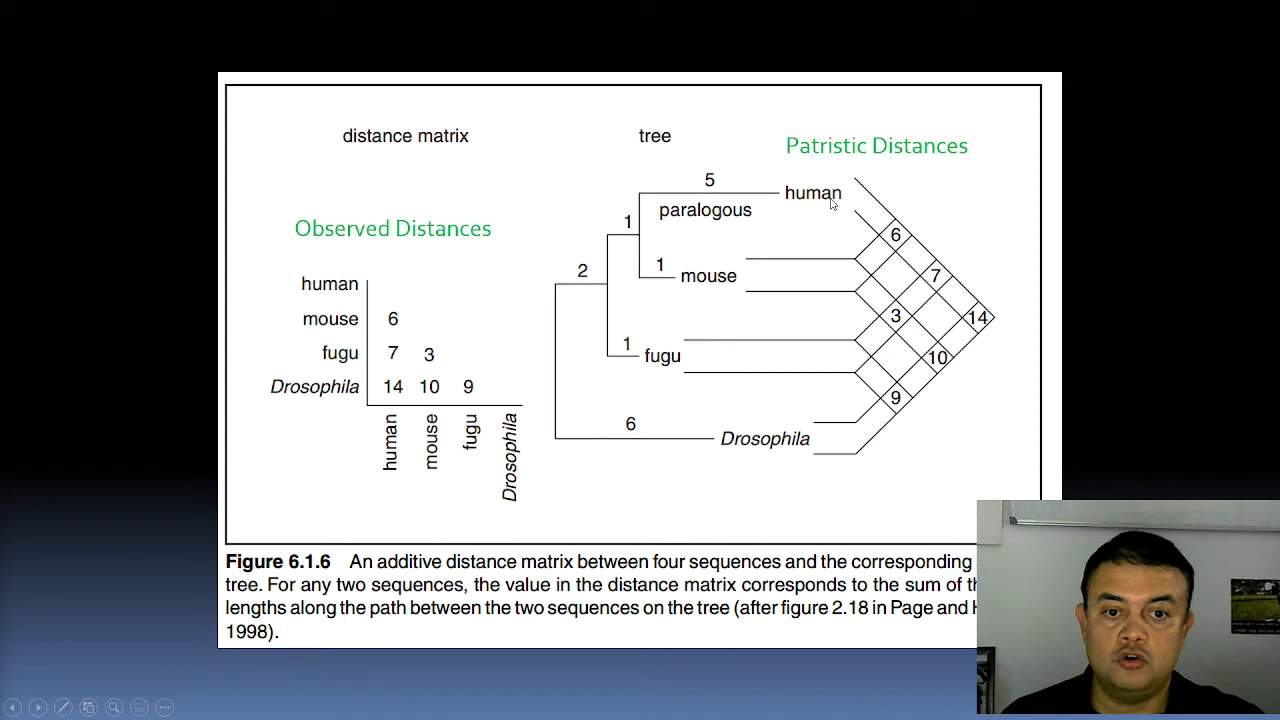 distance matrix
tree
Patristic Distances
5
human
paralogous
1
Observed Distances
6
1
mouse
2
7
human
mouse 6
3
14
fugu 7 3
1
fugu
10
Drosophila 14 10 9
9
6
Drosophila
human
mouse
fugu
Drosophila
Figure 6.1.6 An additive distance matrix between four sequences and the corresponding
tree. For any two sequences, the value in the distance matrix corresponds to the sum of
lengths along the path between the two sequences on the tree (after figure 2.18 in Page and
1998).